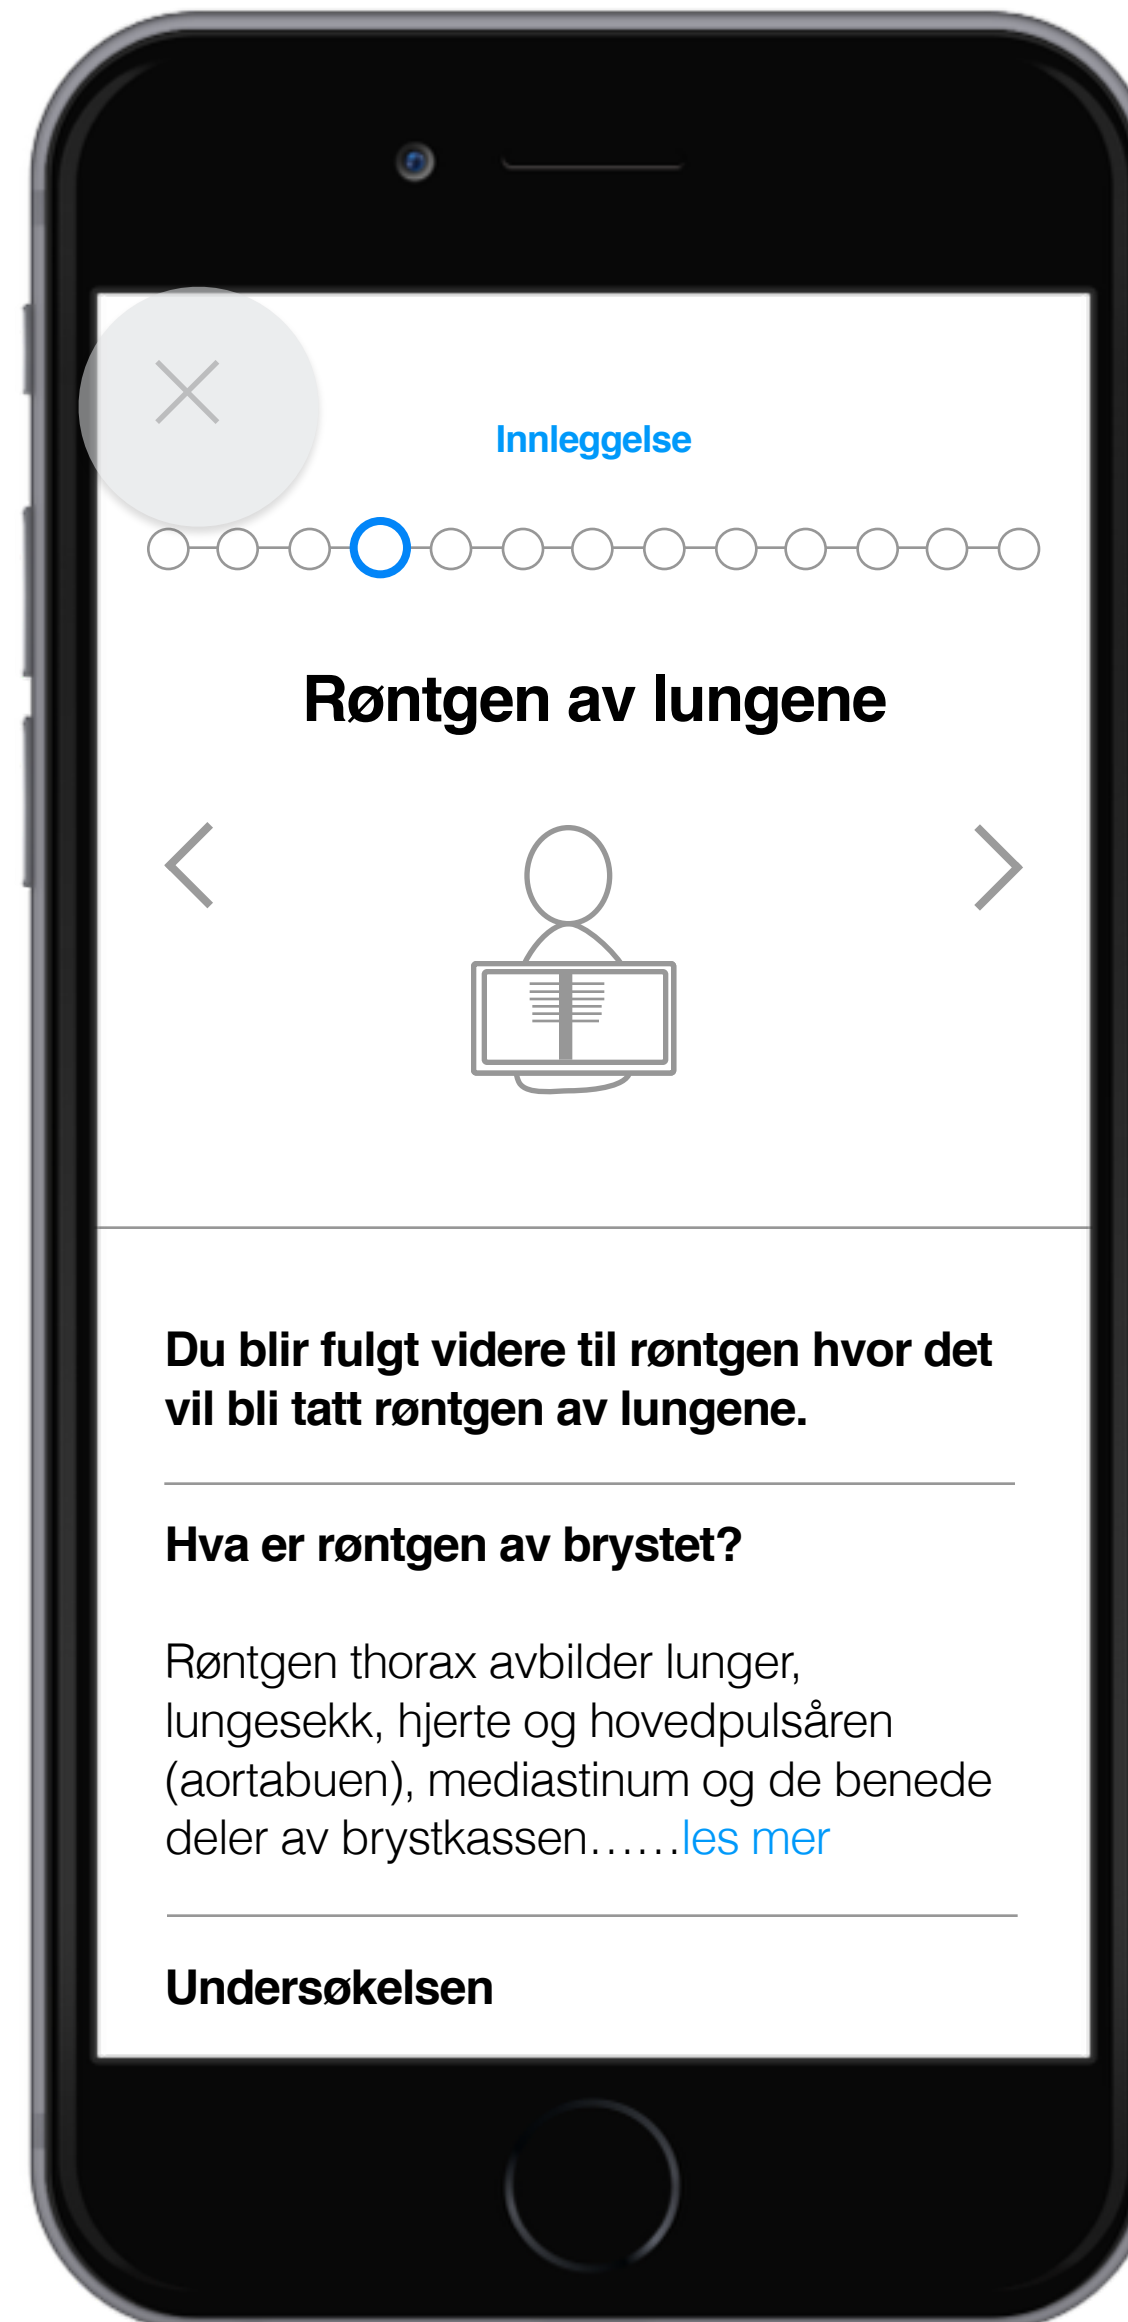 Innleggelse
Røntgen av lungene
Du blir fulgt videre til røntgen hvor det
vil bli tatt røntgen av lungene.
Hva er røntgen av brystet?
Røntgen thorax avbilder lunger,
lungesekk, hjerte og hovedpulsåren
(aortabuen), mediastinum og de benede
deler av brystkassen……les mer
Undersøkelsen